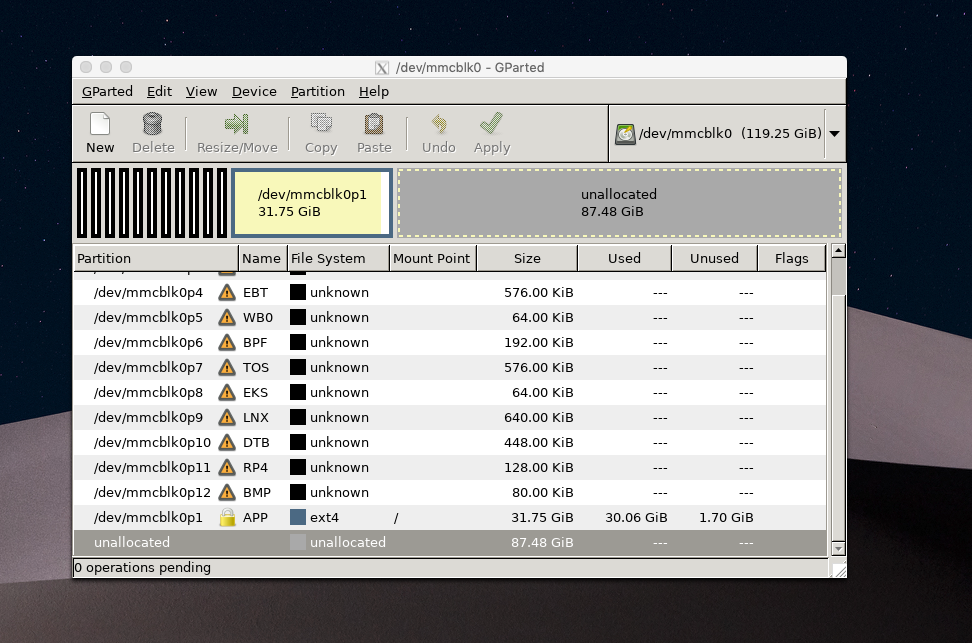 /dev/mmcblk0 - GParted
GParted Edit View Device Partition Help
New Delete Resize/Move Copy Paste Undo Apply /dev/mmcblk0 (119.25 GiB)
/dev/mmcblk0p1
31.75 GiB
unallocated
87.48 GiB
Partition Name File System Mount Point Size Used Unused Flags
/dev/mmcblk0p4 EBT unknown 576.00 KiB --- ---
/dev/mmcblk0p5 WB0 unknown 64.00 KiB --- ---
/dev/mmcblk0p6 BPF unknown 192.00 KiB --- ---
/dev/mmcblk0p7 TOS unknown 576.00 KiB --- ---
/dev/mmcblk0p8 EKS unknown 64.00 KiB --- ---
/dev/mmcblk0p9 LNX unknown 640.00 KiB --- ---
/dev/mmcblk0p10 DTB unknown 448.00 KiB --- ---
/dev/mmcblk0p11 RP4 unknown 128.00 KiB --- ---
/dev/mmcblk0p12 BMP unknown 80.00 KiB --- ---
/dev/mmcblk0p1 APP ext4 / 31.75 GiB 30.06 GiB 1.70 GiB
unallocated unallocated 87.48 GiB --- ---
0 operations pending